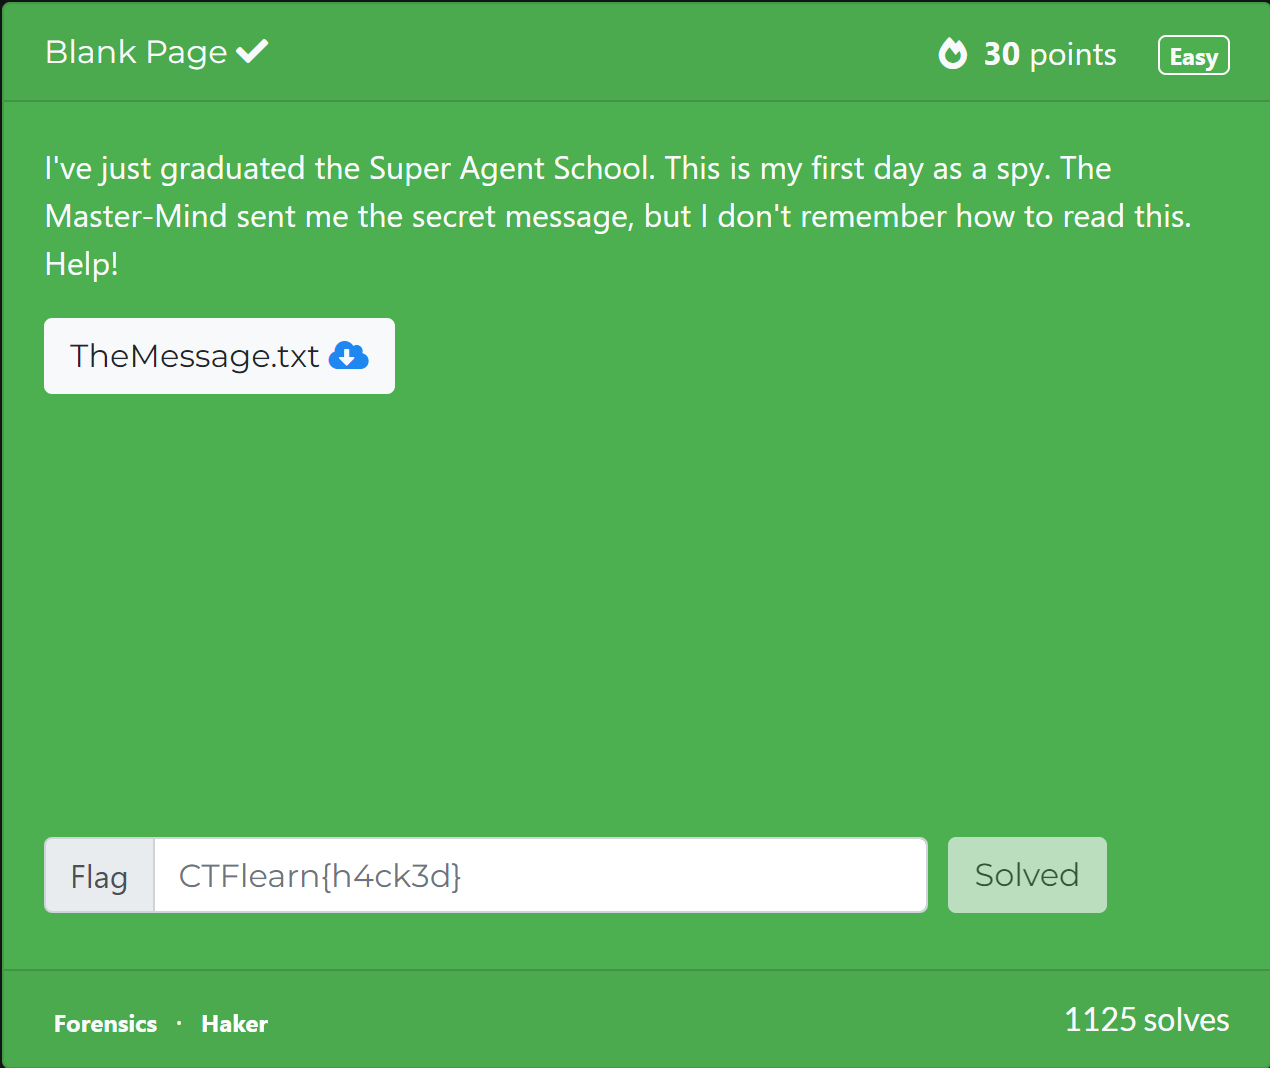 Blank Page
30 points
Easy
I've just graduated the Super Agent School. This is my first day as a spy. The
Master-Mind sent me the secret message, but I don't remember how to read this.
Help!
TheMessage.txt
Flag
CTFlearn{h4ck3d}
Solved
Forensics · Haker
1125 solves